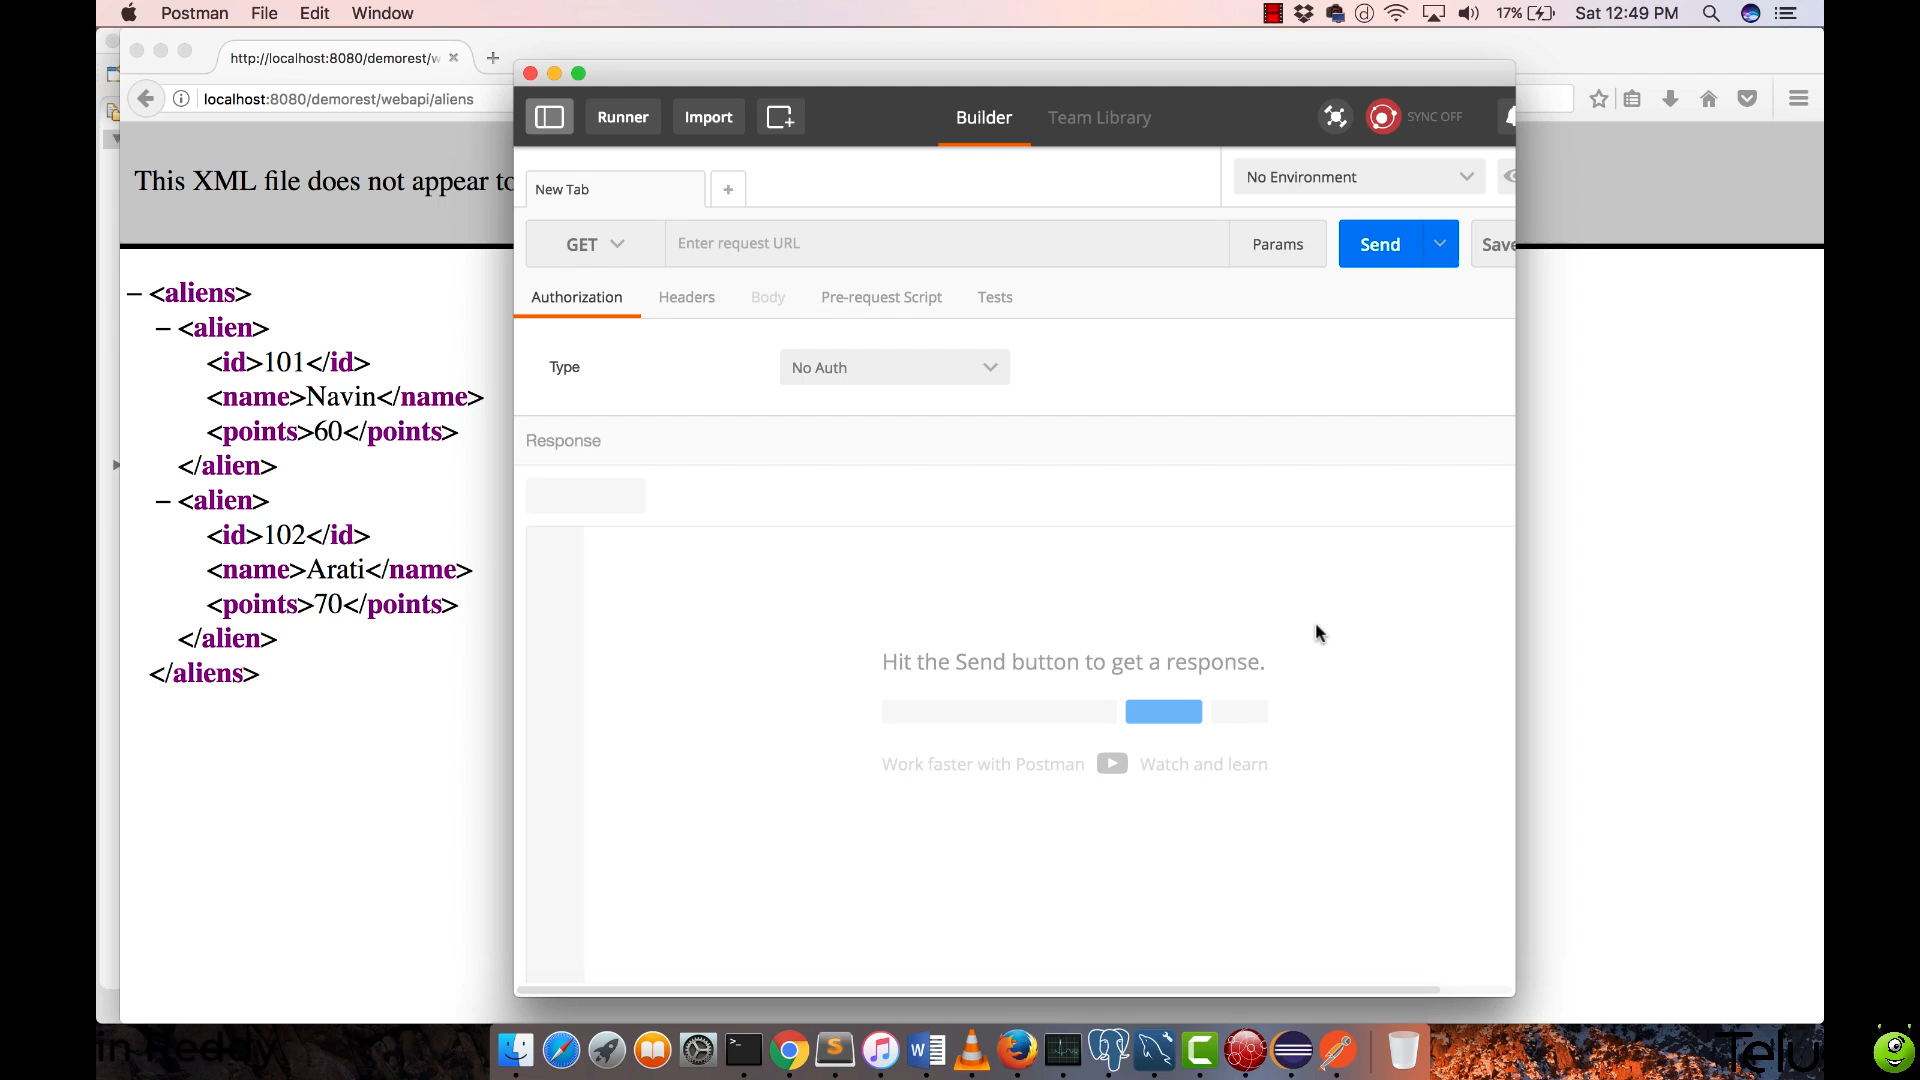 Postman File Edit Window
17% Sat 12:49 PM
http://localhost:8080/demorest/w
localhost:8080/demorest/webapi/aliens
Runner Import Builder Team Library SYNC OFF
This XML file does not appear to
New Tab + No Environment
GET Enter request URL Params Send Save
Authorization Headers Body Pre-request Script Tests
Type No Auth
Response
– <aliens>
– <alien>
<id>101</id>
<name>Navin</name>
<points>60</points>
</alien>
– <alien>
<id>102</id>
<name>Arati</name>
<points>70</points>
</alien>
</aliens>
Hit the Send button to get a response.
Work faster with Postman Watch and learn